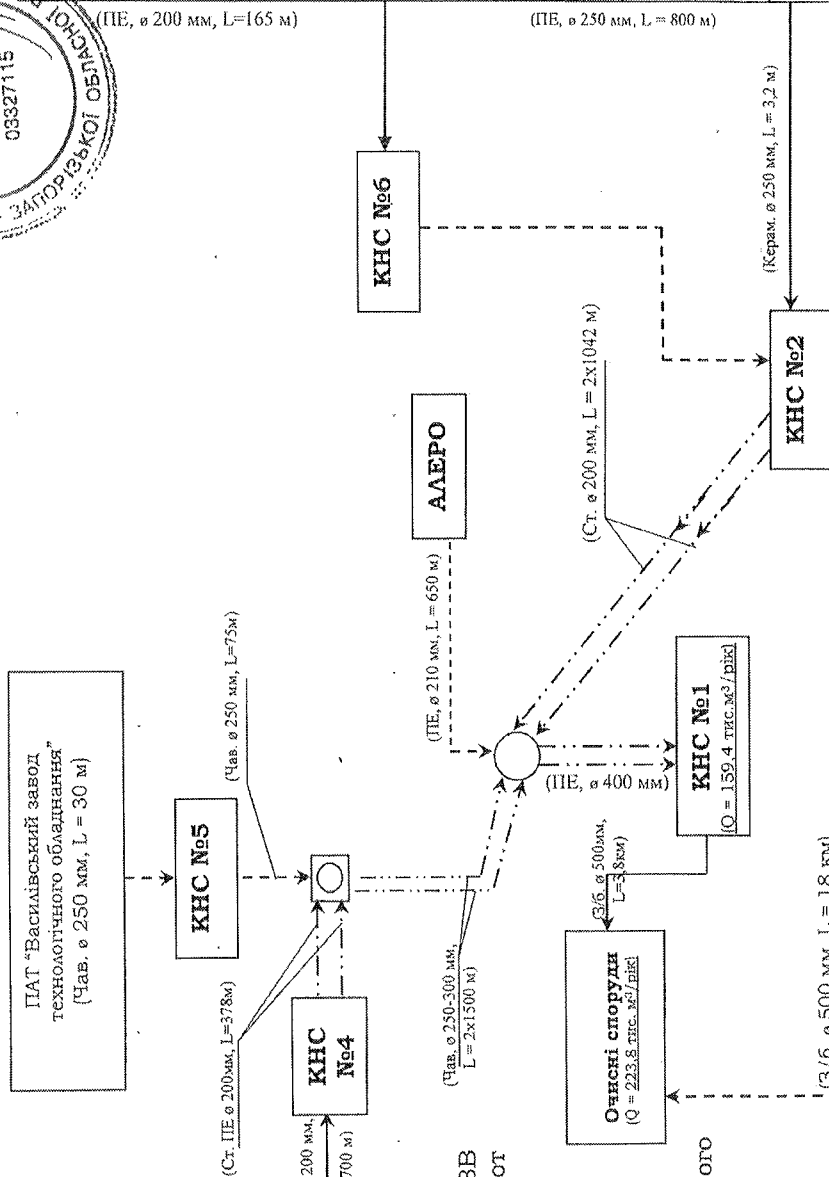 03327115
ЗАПОРІЗЬКОЇ ОБЛАСНОЇ
(ПЕ, ø 200 мм, L=165 м)
(ПЕ, ø 250 мм, L = 800 м)
(Керам. ø 250 мм, L = 3,2 м)
КНС №6
(Ст. ø 200 мм, L = 2х1042 м)
КНС №2
АЛЕРО
(ПЕ, ø 210 мм, L = 650 м)
ПАТ "Василівський завод
технологічного обладнання"
(Чав. ø 250 мм, L = 30 м)
(Чав. ø 250 мм, L=75м)
КНС №5
(Ст. ПЕ ø 200мм, L=378м)
КНС
№4
200 мм,
700 м)
(Чав. ø 250-300 мм,
L = 2х1500 м)
(ПЕ, ø 400 мм)
КНС №1
(Q = 159,4 тис.м³/рік)
(З/б, ø 500мм,
L=3,8км)
Очисні споруди
(Q = 223,8 тис. м³/рік)
(З/б, ø 500 мм, L = 18 км)
ЗВ
от
ого